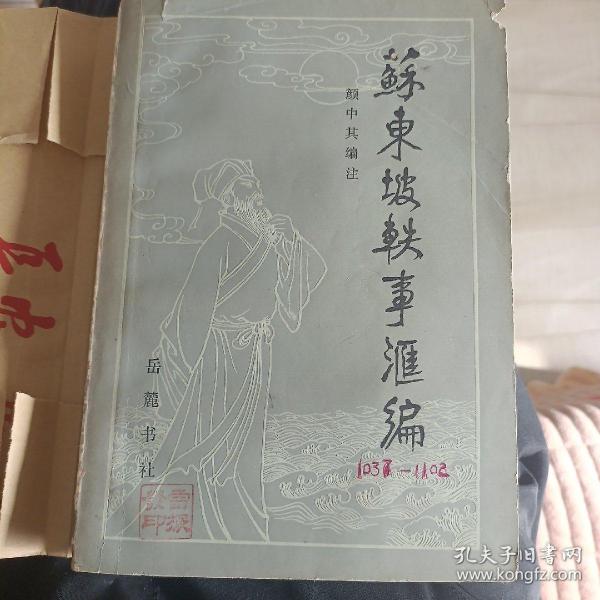 蘇東坡軼事滙編
颜中其编注
岳麓书社
1037-1102
孔夫子旧书网
www.kongfz.com